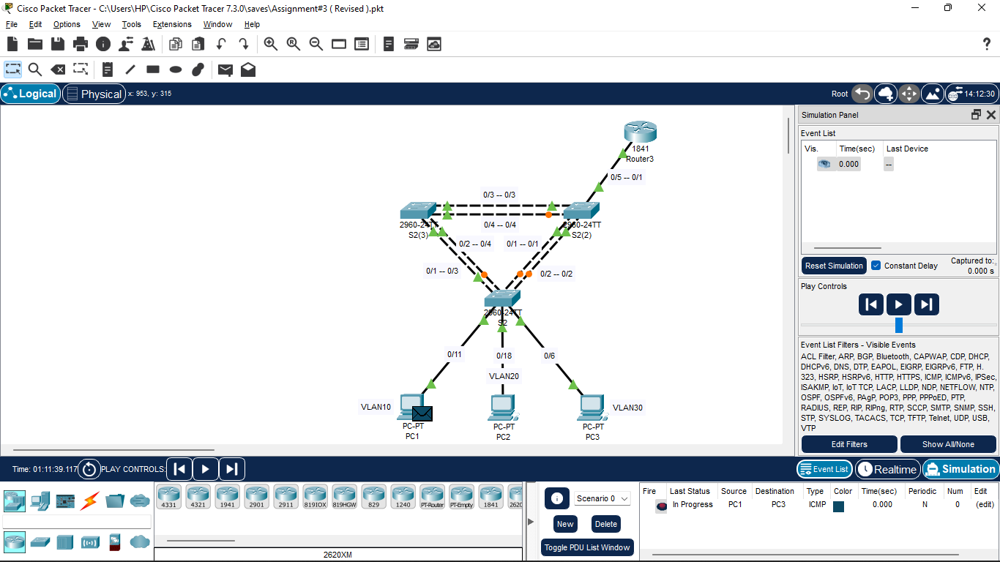 Cisco Packet Tracer - C:\Users\HP\Cisco Packet Tracer 7.3.0\saves\Assignment#3 ( Revised ).pkt
File Edit Options View Tools Extensions Window Help
Logical Physical x: 953, y: 315 Root 14:12:30
Simulation Panel
Event List
Vis. Time(sec) Last Device
0.000 --
1841
Router3
0/5 -- 0/1
0/3 -- 0/3
0/4 -- 0/4
2960-24TT
S2(3)
2960-24TT
S2(2)
0/2 -- 0/4 0/1 -- 0/1
0/1 -- 0/3 0/2 -- 0/2
2960-24TT
S2
0/11 0/18 0/6
VLAN20
VLAN10 VLAN30
PC-PT
PC1
PC-PT
PC2
PC-PT
PC3
Reset Simulation Constant Delay Captured to:
0.000 s
Play Controls
Event List Filters - Visible Events
ACL Filter, ARP, BGP, Bluetooth, CAPWAP, CDP, DHCP,
DHCPv6, DNS, DTP, EAPOL, EIGRP, EIGRPv6, FTP, H.
323, HSRP, HSRPv6, HTTP, HTTPS, ICMP, ICMPv6, IPSec,
ISAKMP, IoT, IoT TCP, LACP, LLDP, NDP, NETFLOW, NTP,
OSPF, OSPFv6, PAgP, POP3, PPP, PPPoED, PTP,
RADIUS, REP, RIP, RIPng, RTP, SCCP, SMTP, SNMP, SSH,
STP, SYSLOG, TACACS, TCP, TFTP, Telnet, UDP, USB,
VTP
Edit Filters Show All/None
Time: 01:11:39.117 PLAY CONTROLS:
Event List Realtime Simulation
4331 4321 1941 2901 2911 819IOX 819HGW 829 1240 PT-Router PT-Empty 1841 2620
2620XM
Scenario 0
New Delete
Toggle PDU List Window
Fire Last Status Source Destination Type Color Time(sec) Periodic Num Edit
In Progress PC1 PC3 ICMP 0.000 N 0 (edit)